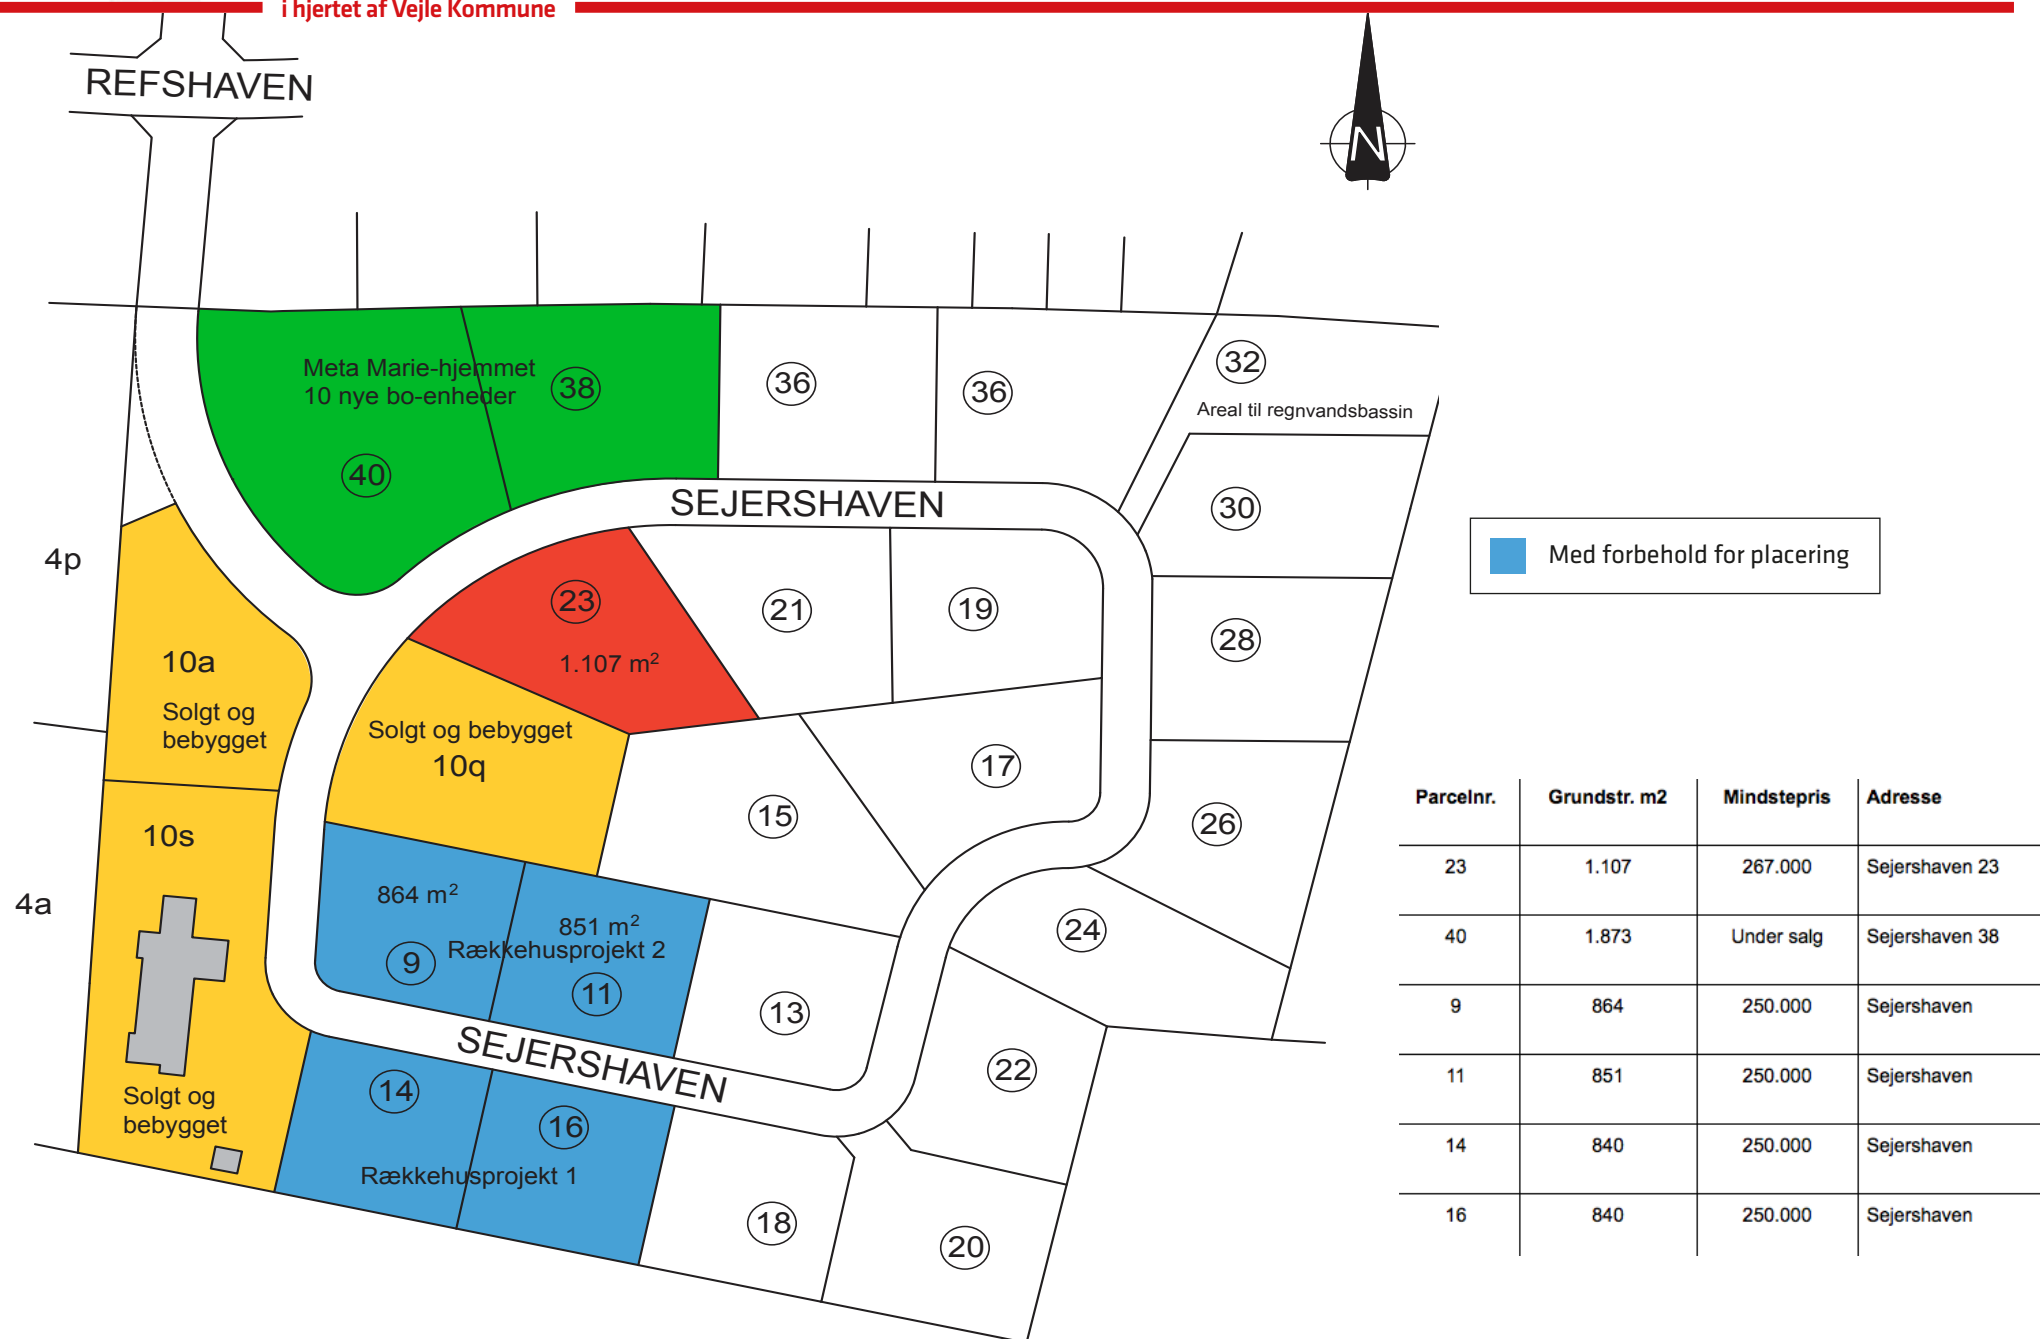 i hjertet af Vejle Kommune
REFSHAVEN
N
Meta Marie-hjemmet
10 nye bo-enheder
38
40
36
36
32
Areal til regnvandsbassin
30
SEJERSHAVEN
4p
Med forbehold for placering
23
1.107 m²
21
19
28
10a
Solgt og
bebygget
Solgt og bebygget
10q
17
15
26
10s
4a
864 m²
851 m²
Rækkehusprojekt 2
9
11
13
24
22
SEJERSHAVEN
14
16
Rækkehusprojekt 1
Solgt og
bebygget
18
20
Parcelnr. Grundstr. m2 Mindstepris Adresse
23 1.107 267.000 Sejershaven 23
40 1.873 Under salg Sejershaven 38
9 864 250.000 Sejershaven
11 851 250.000 Sejershaven
14 840 250.000 Sejershaven
16 840 250.000 Sejershaven